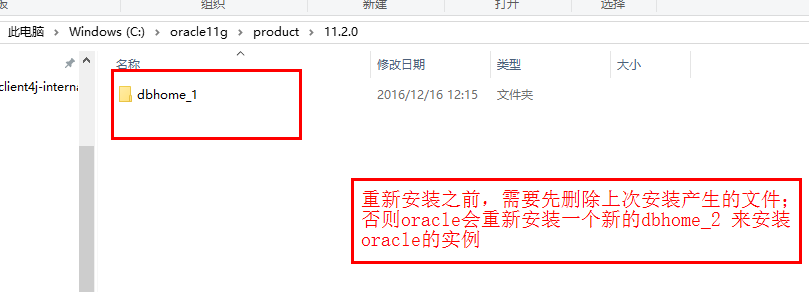 组织 新建 打开 选择
此电脑 › Windows (C:) › oracle11g › product › 11.2.0
名称 修改日期 类型 大小
client4j-interna
dbhome_1 2016/12/16 12:15 文件夹
重新安装之前，需要先删除上次安装产生的文件；
否则oracle会重新安装一个新的dbhome_2 来安装
oracle的实例